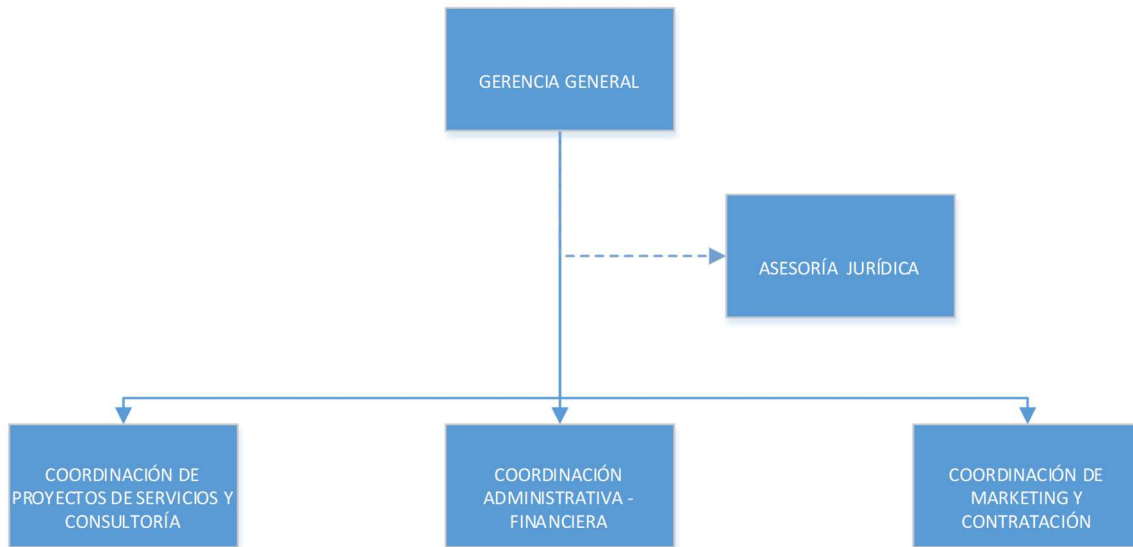 GERENCIA GENERAL
ASESORÍA JURÍDICA
COORDINACIÓN DE
PROYECTOS DE SERVICIOS Y
CONSULTORÍA
COORDINACIÓN
ADMINISTRATIVA -
FINANCIERA
COORDINACIÓN DE
MARKETING Y
CONTRATACIÓN